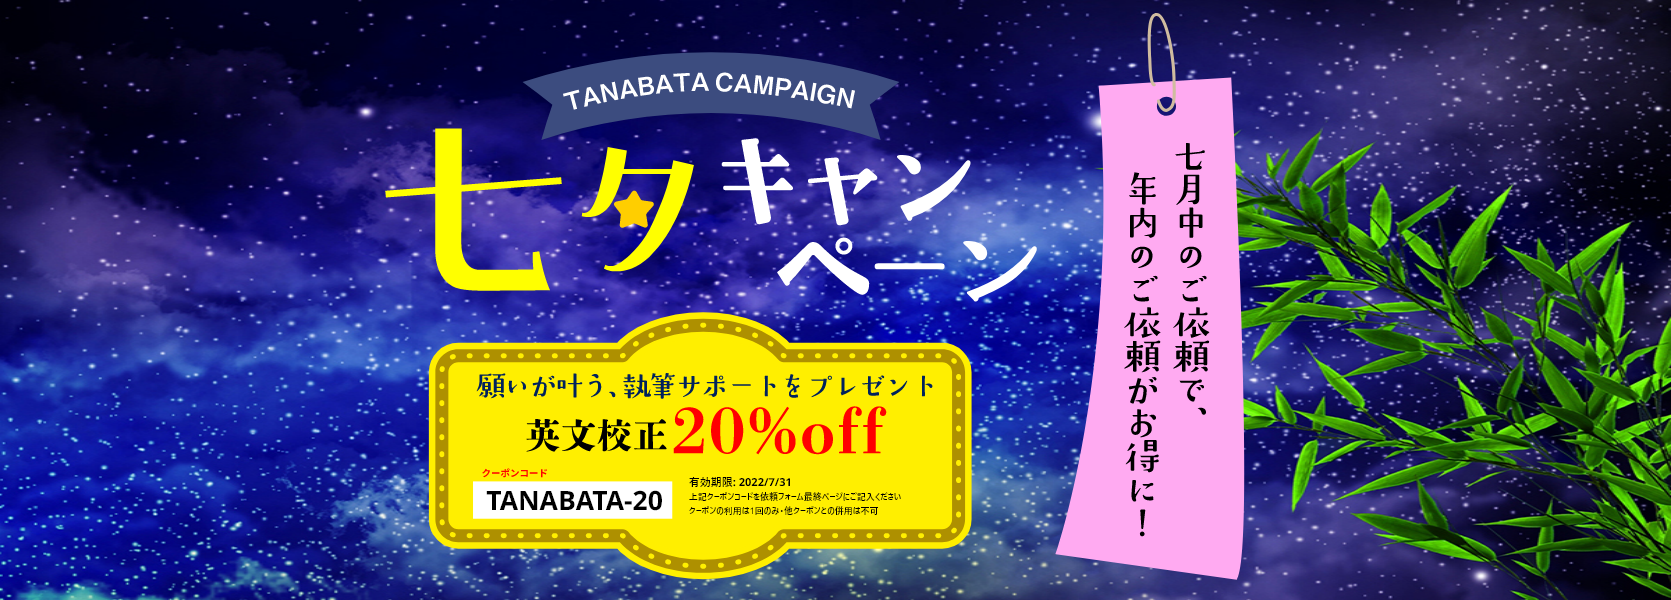 TANABATA CAMPAIGN
七夕キャン
ペーン
願いが叶う、執筆サポートをプレゼント
英文校正20%off
クーポンコード
TANABATA-20
有効期限: 2022/7/31
上記クーポンコードを依頼フォーム最終ページにご記入ください
クーポンの利用は1回のみ・他クーポンとの併用は不可
七月中のご依頼で、
年内のご依頼がお得に！